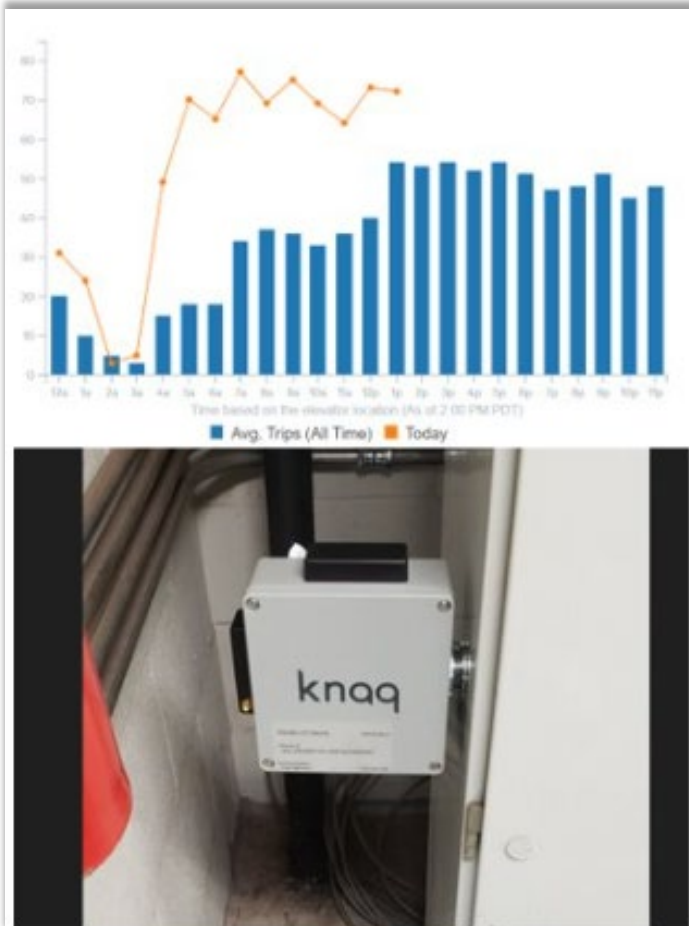 80
70
60
50
40
30
20
10
0
12a 1a 2a 3a 4a 5a 6a 7a 8a 9a 10a 11a 12p 1p 2p 3p 4p 5p 6p 7p 8p 9p 10p 11p
Time based on the elevator location (As of 2:00 PM PDT)
Avg. Trips (All Time) Today
knaq